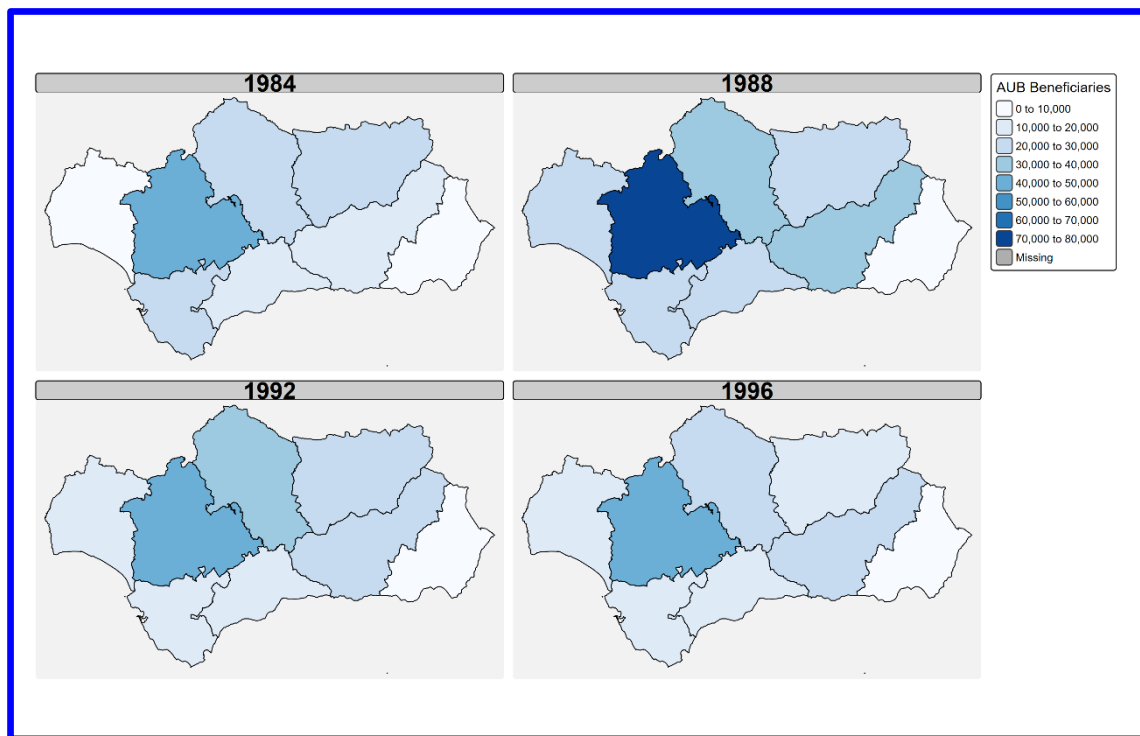 1984
1988
AUB Beneficiaries
0 to 10,000
10,000 to 20,000
20,000 to 30,000
30,000 to 40,000
40,000 to 50,000
50,000 to 60,000
60,000 to 70,000
70,000 to 80,000
Missing
1992
1996